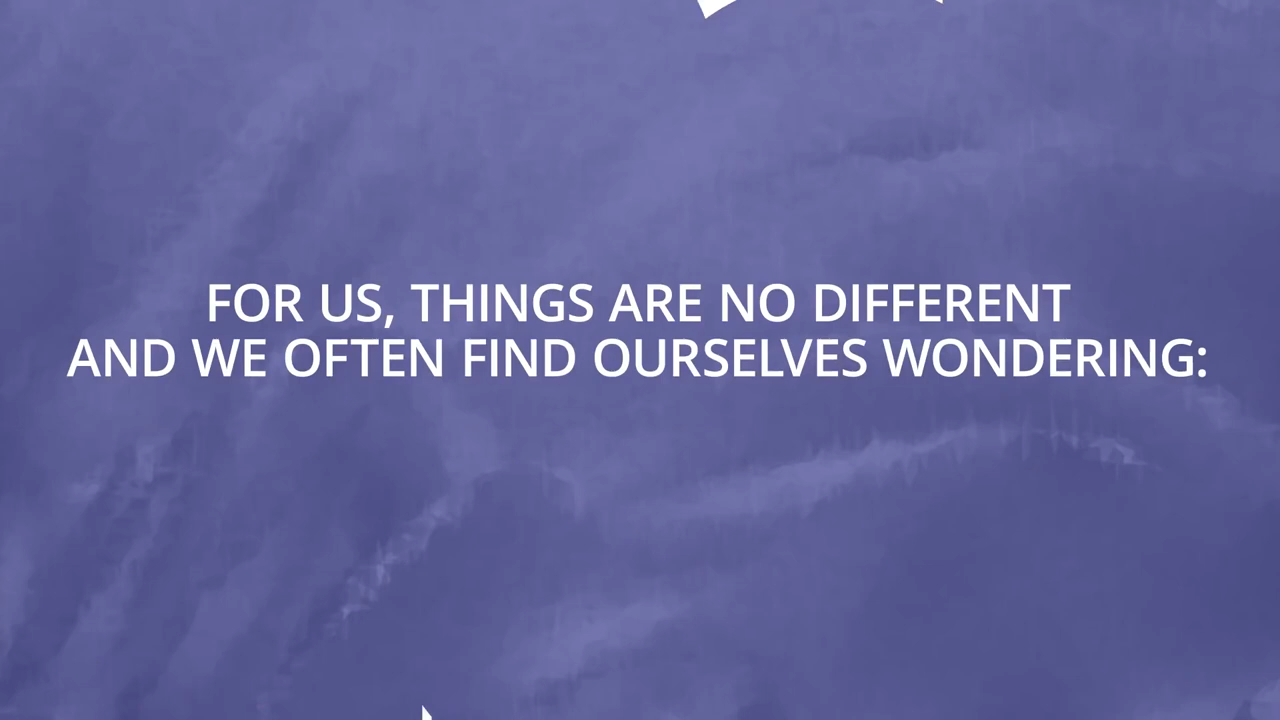 FOR US, THINGS ARE NO DIFFERENT
AND WE OFTEN FIND OURSELVES WONDERING: